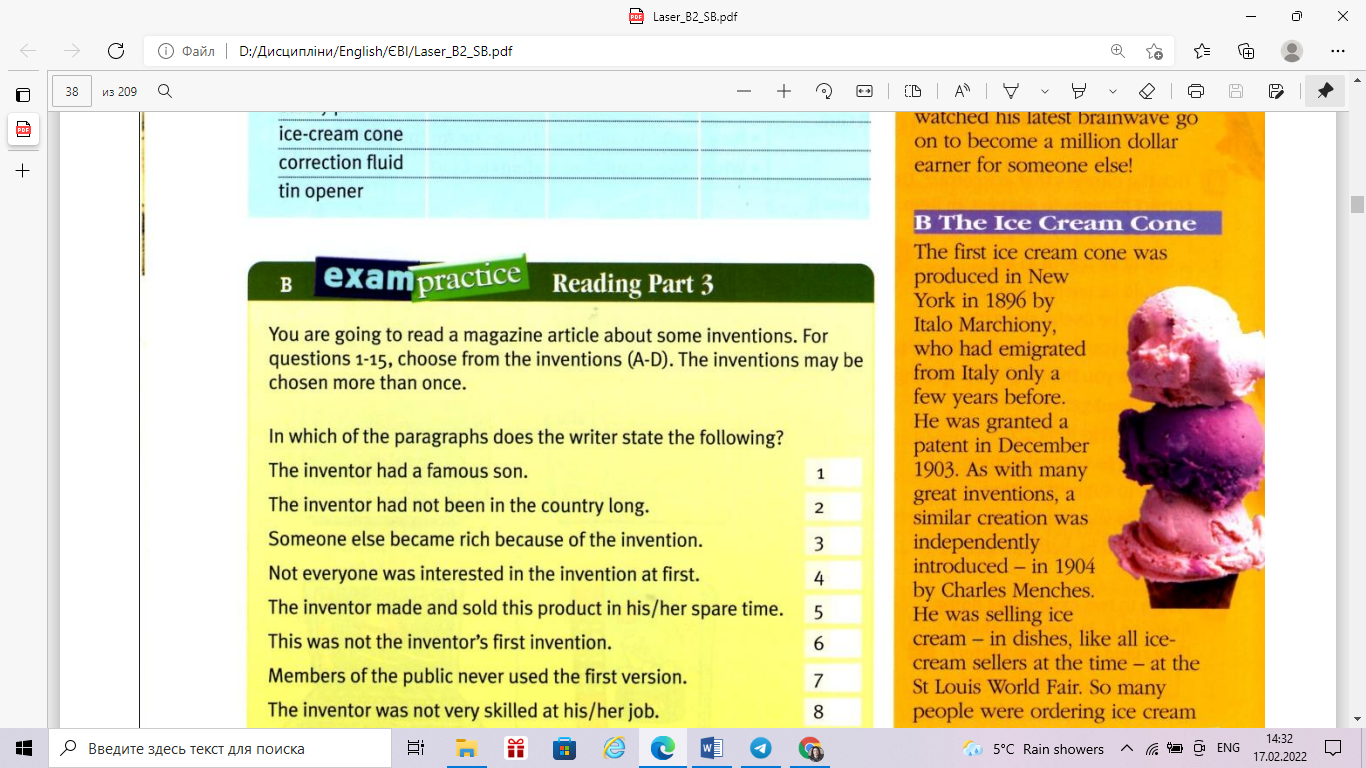 Laser_B2_SB.pdf
Файл
D:/Дисципліни/English/ЄВІ/Laser_B2_SB.pdf
38
из 209
ice-cream cone
correction fluid
tin opener
B exam practice Reading Part 3
You are going to read a magazine article about some inventions. For
questions 1-15, choose from the inventions (A-D). The inventions may be
chosen more than once.
In which of the paragraphs does the writer state the following?
The inventor had a famous son. 1
The inventor had not been in the country long. 2
Someone else became rich because of the invention. 3
Not everyone was interested in the invention at first. 4
The inventor made and sold this product in his/her spare time. 5
This was not the inventor's first invention. 6
Members of the public never used the first version. 7
The inventor was not very skilled at his/her job. 8
watched his latest brainwave go
on to become a million dollar
earner for someone else!
B The Ice Cream Cone
The first ice cream cone was
produced in New
York in 1896 by
Italo Marchiony,
who had emigrated
from Italy only a
few years before.
He was granted a
patent in December
1903. As with many
great inventions, a
similar creation was
independently
introduced – in 1904
by Charles Menches.
He was selling ice
cream – in dishes, like all ice-
cream sellers at the time – at the
St Louis World Fair. So many
people were ordering ice cream
Введите здесь текст для поиска
5°C Rain showers
ENG
14:32
17.02.2022